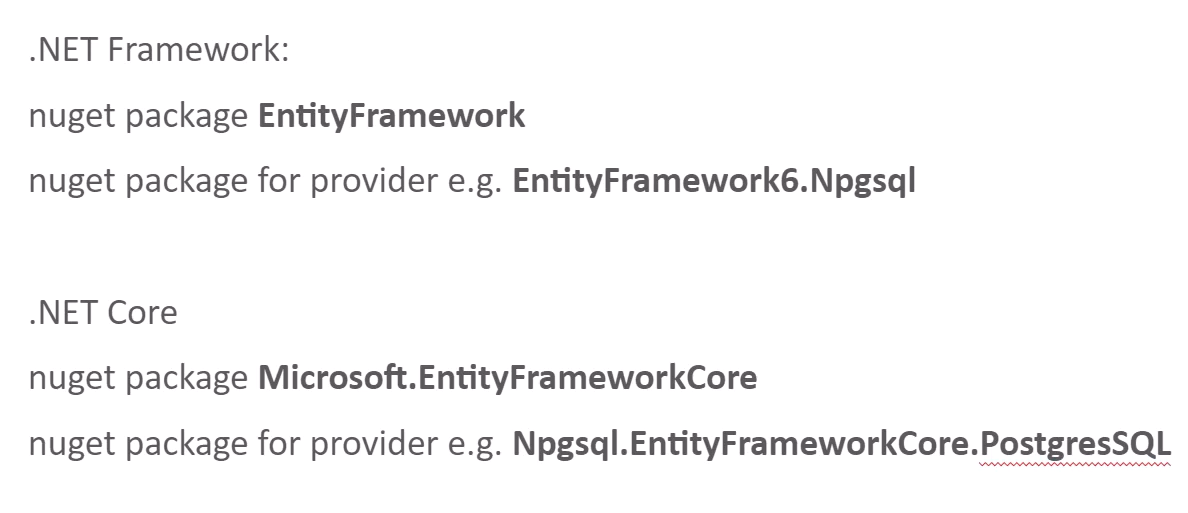 .NET Framework:
nuget package EntityFramework
nuget package for provider e.g. EntityFramework6.Npgsql
.NET Core
nuget package Microsoft.EntityFrameworkCore
nuget package for provider e.g. Npgsql.EntityFrameworkCore.PostgresSQL